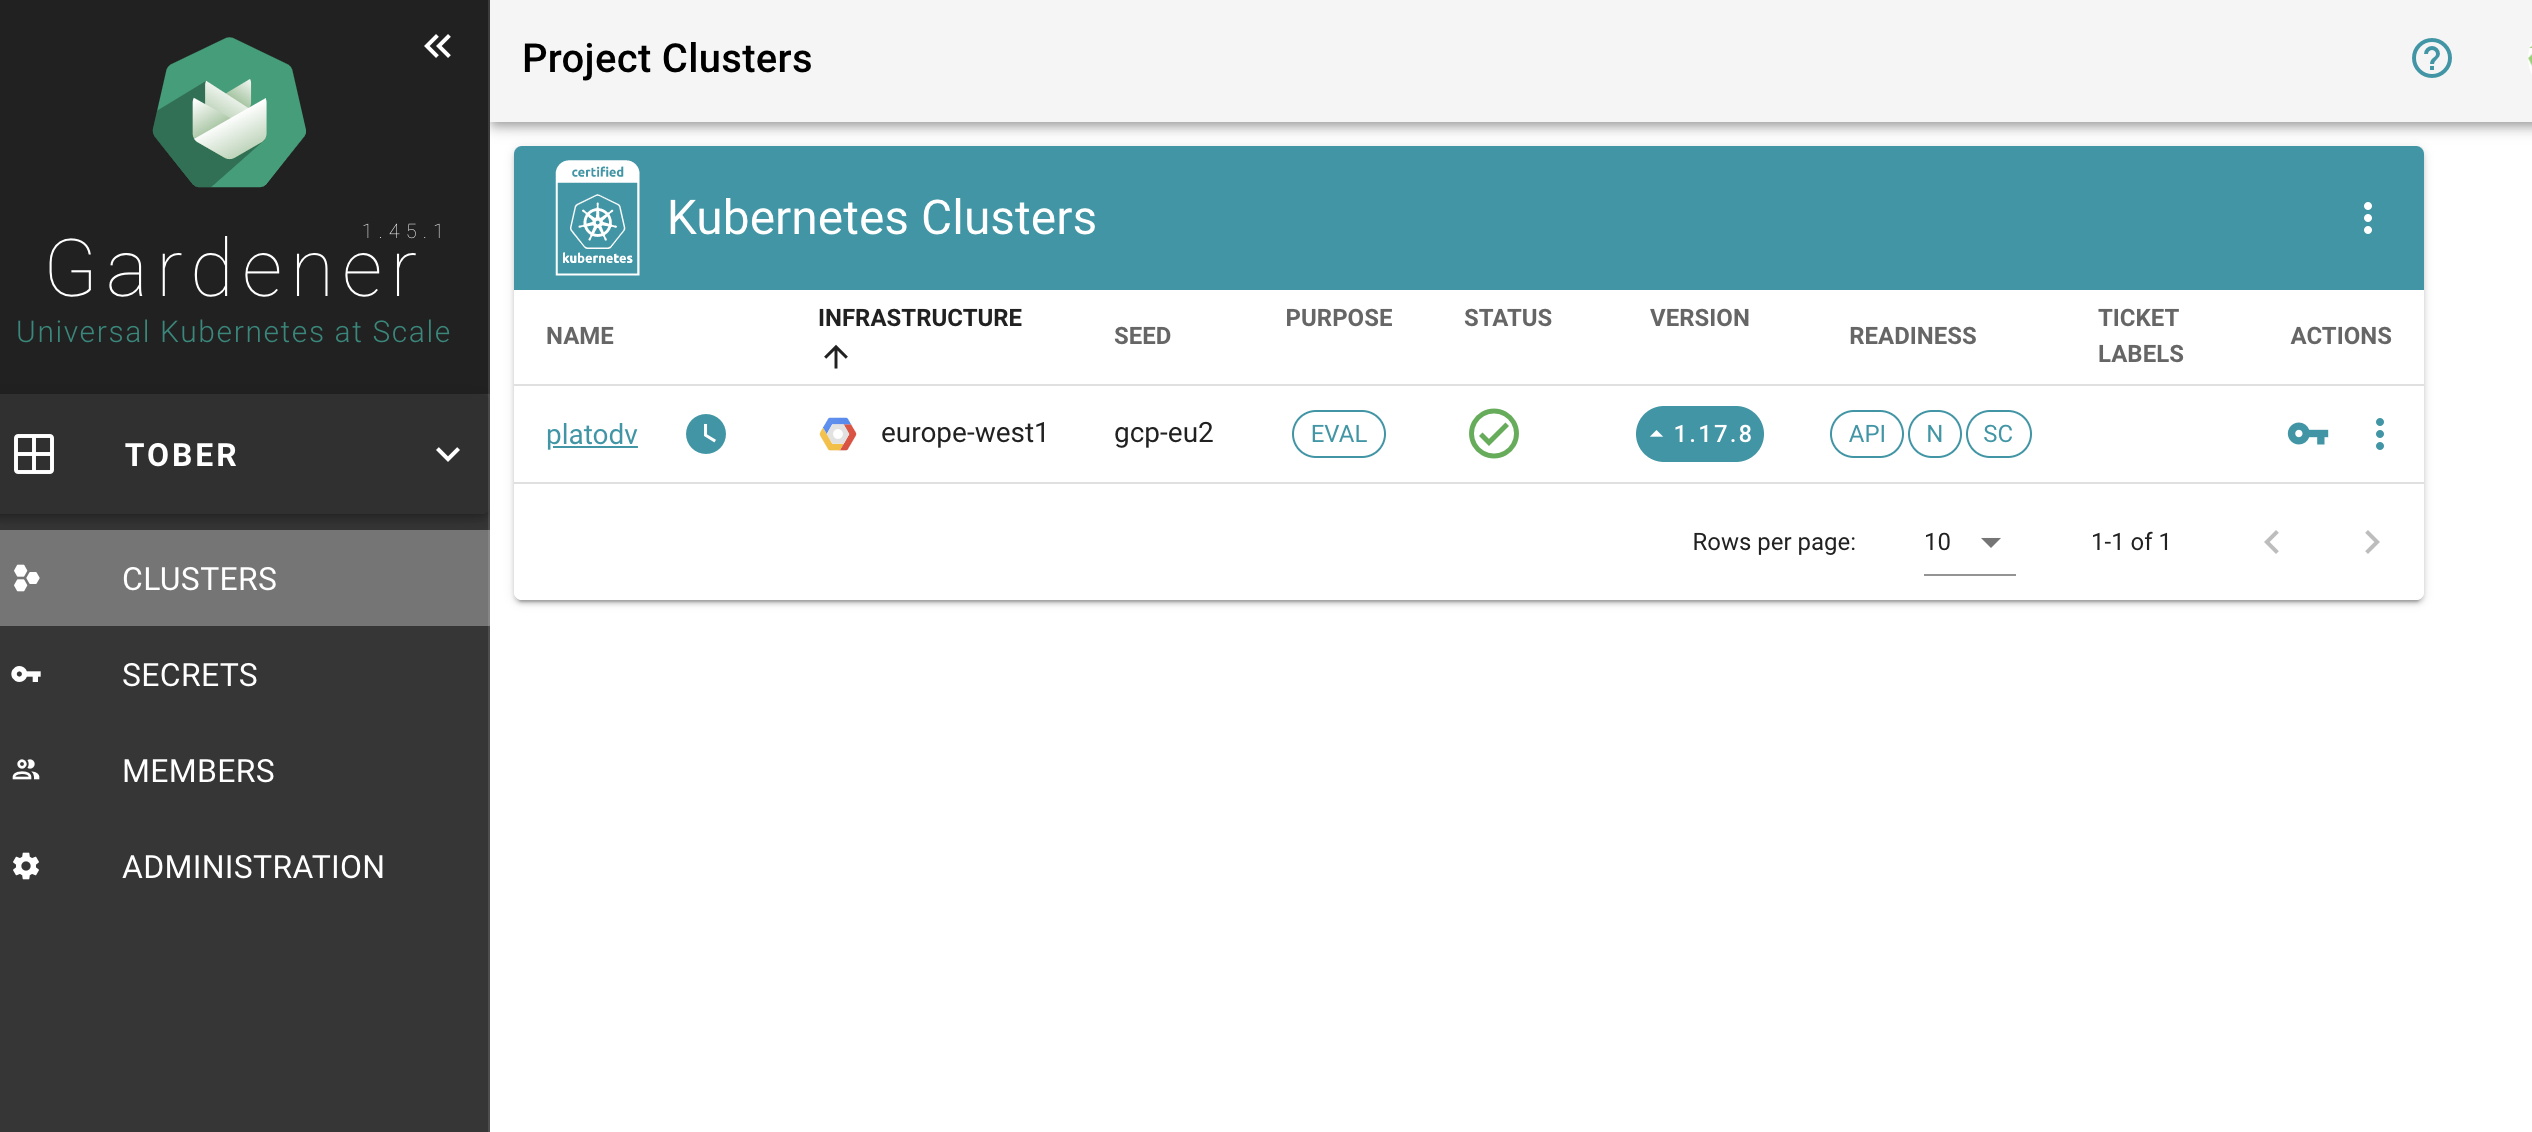 1.45.1
Gardener
Universal Kubernetes at Scale
TOBER
CLUSTERS
SECRETS
MEMBERS
ADMINISTRATION
Project Clusters
certified
kubernetes
Kubernetes Clusters
NAME INFRASTRUCTURE SEED PURPOSE STATUS VERSION READINESS TICKET LABELS ACTIONS
platodv europe-west1 gcp-eu2 EVAL 1.17.8 API N SC
Rows per page: 10 1-1 of 1